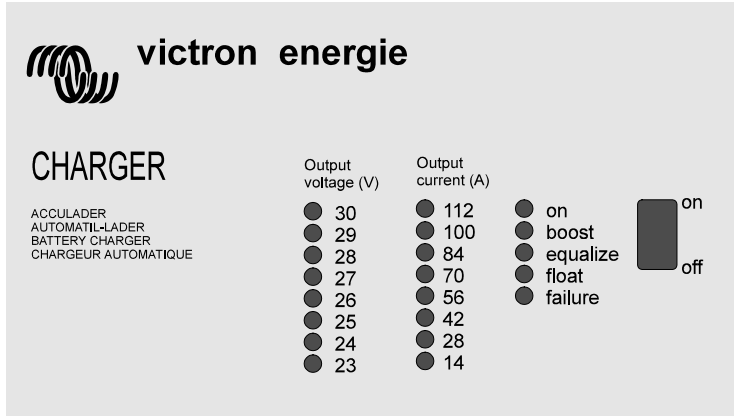 victron energie
CHARGER
ACCULADER
AUTOMATIL-LADER
BATTERY CHARGER
CHARGEUR AUTOMATIQUE
Output
voltage (V)
30
29
28
27
26
25
24
23
Output
current (A)
112
100
84
70
56
42
28
14
on
boost
equalize
float
failure
on
off